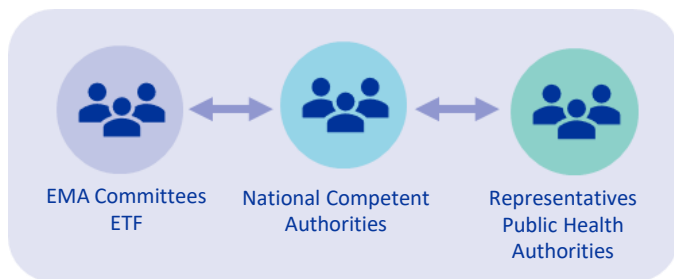 EMA Committees
ETF
National Competent
Authorities
Representatives
Public Health
Authorities